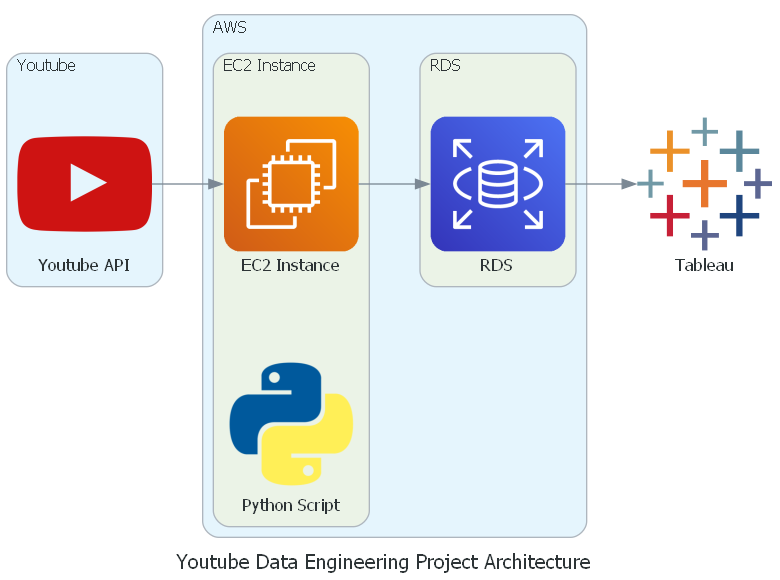 AWS
Youtube
EC2 Instance
RDS
Youtube API
EC2 Instance
RDS
Tableau
Python Script
Youtube Data Engineering Project Architecture